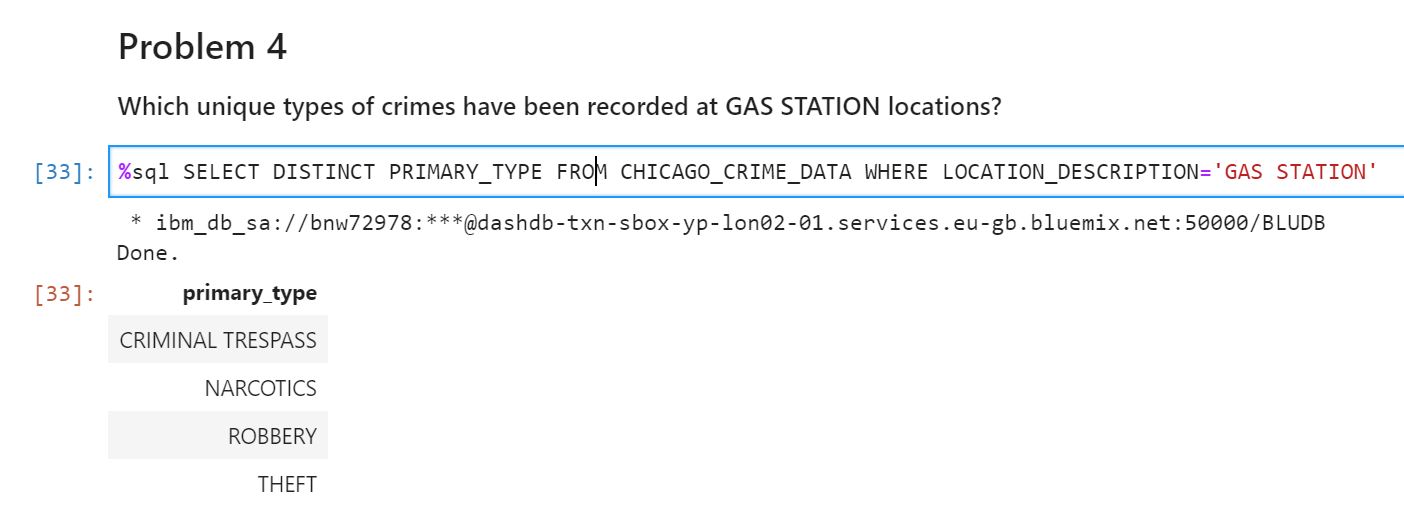 Problem 4
Which unique types of crimes have been recorded at GAS STATION locations?
[33]: %sql SELECT DISTINCT PRIMARY_TYPE FROM CHICAGO_CRIME_DATA WHERE LOCATION_DESCRIPTION='GAS STATION'
* ibm_db_sa://bnw72978:***@dashdb-txn-sbox-yp-lon02-01.services.eu-gb.bluemix.net:50000/BLUDB
Done.
[33]: primary_type
CRIMINAL TRESPASS
NARCOTICS
ROBBERY
THEFT